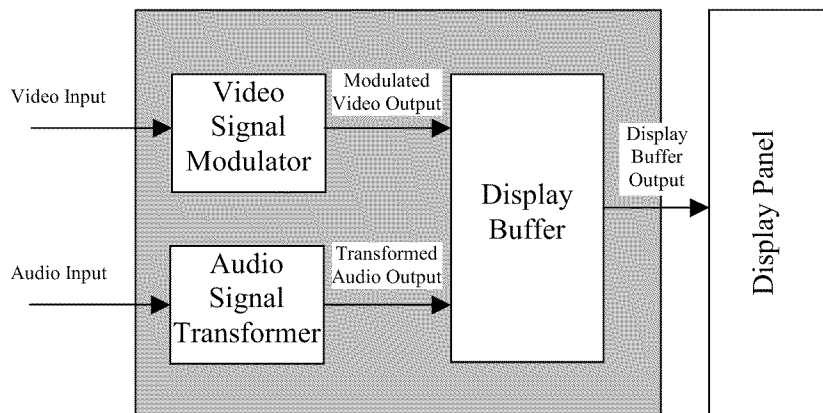 Video Input
Video
Signal
Modulator
Modulated
Video Output
Display
Buffer
Display
Buffer
Output
Display Panel
Audio Input
Audio
Signal
Transformer
Transformed
Audio Output